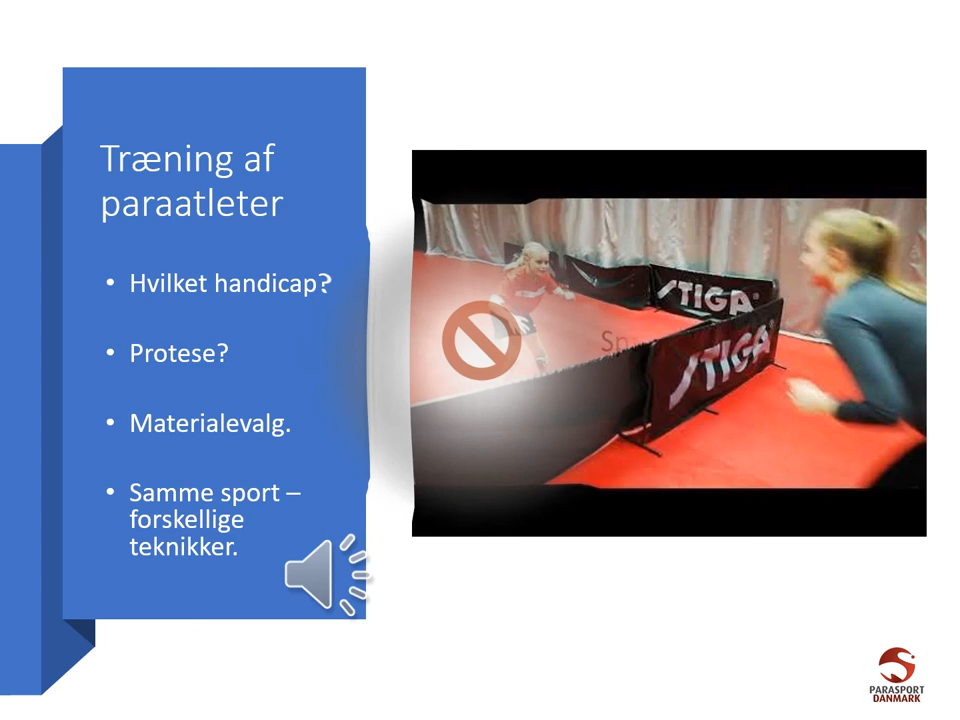 Træning af
paraatleter
• Hvilket handicap?
• Protese?
• Materialevalg.
• Samme sport –
forskellige
teknikker.
STIGA
STIGA
PARASPORT
DANMARK